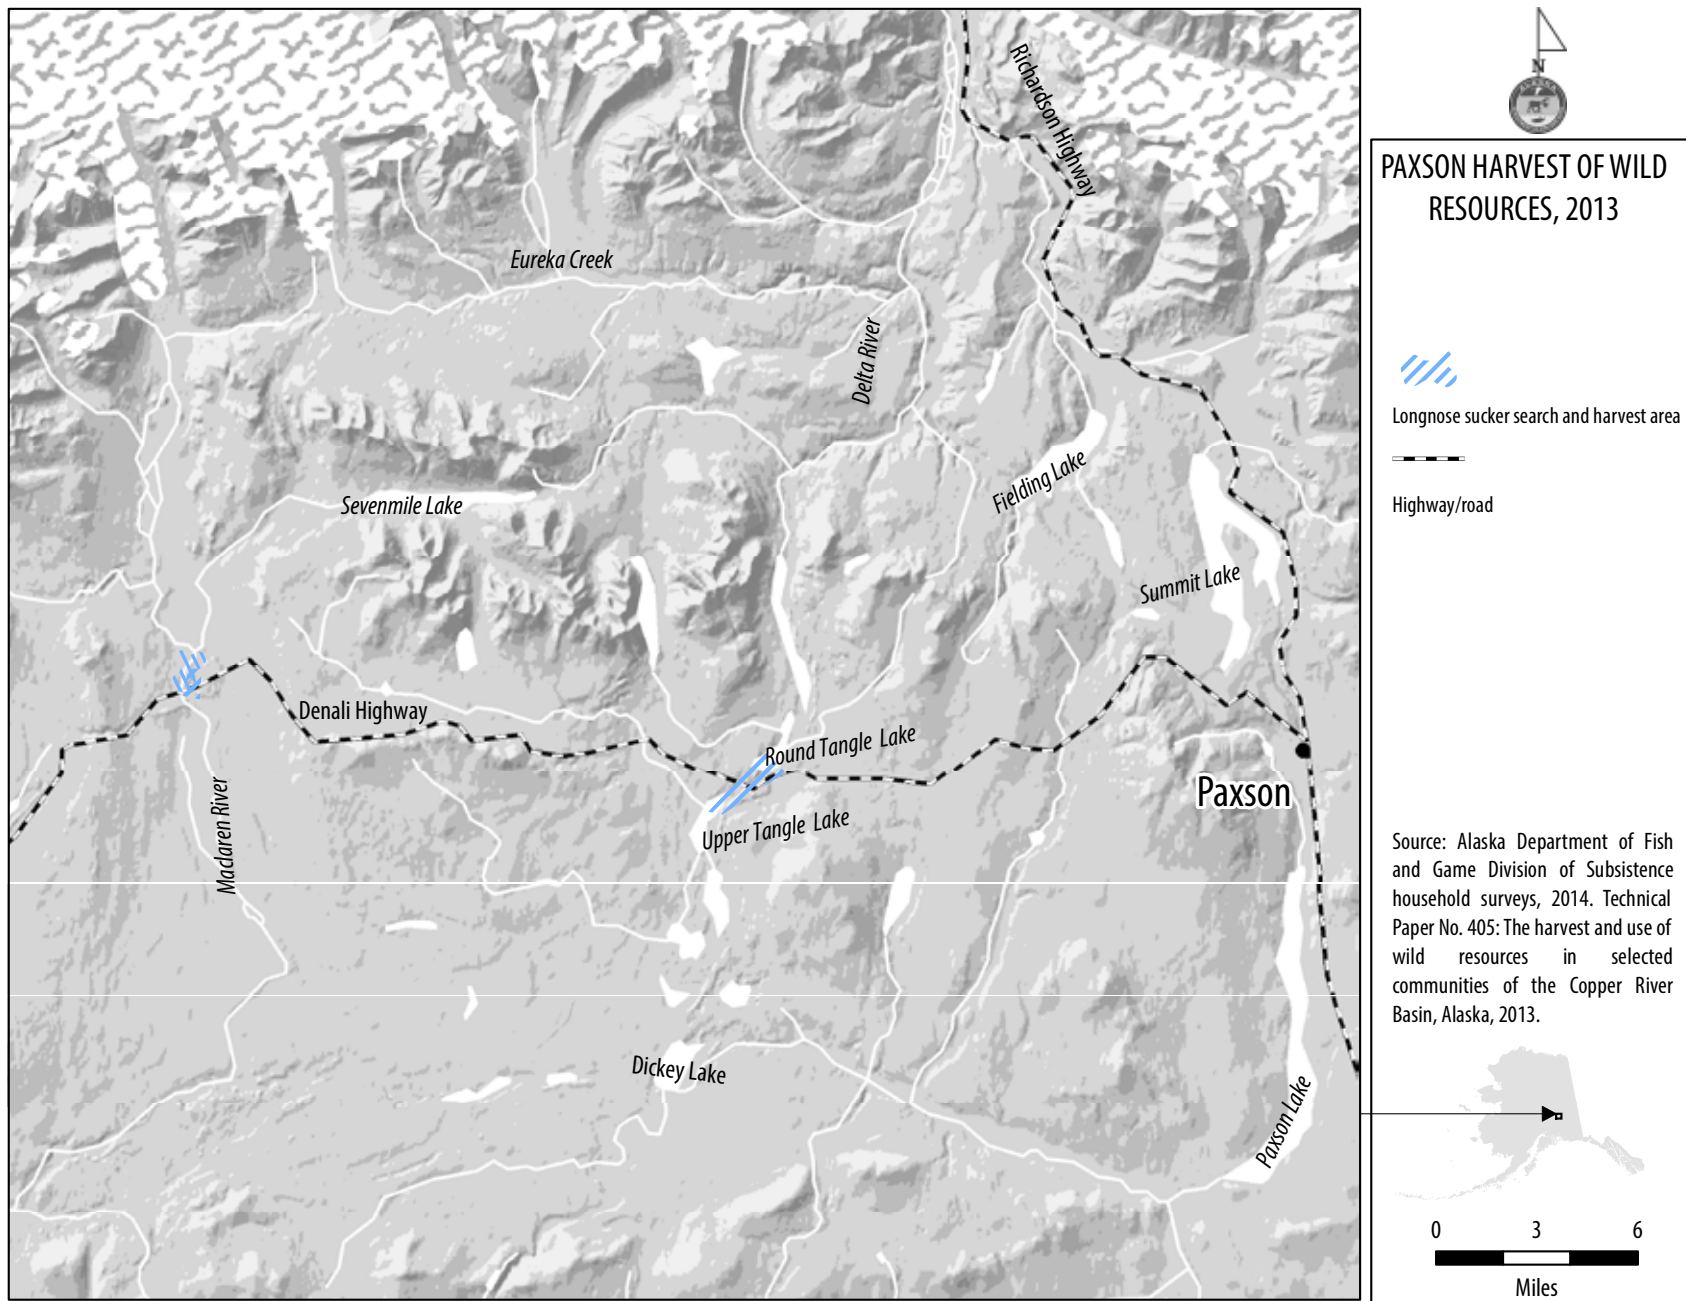 Richardson Highway
Eureka Creek
Delta River
Sevenmile Lake
Fielding Lake
Summit Lake
Denali Highway
Round Tangle Lake
Maclaren River
Paxson
Upper Tangle Lake
Dickey Lake
Paxson Lake
N
PAXSON HARVEST OF WILD
RESOURCES, 2013
Longnose sucker search and harvest area
Highway/road
Source: Alaska Department of Fish
and Game Division of Subsistence
household surveys, 2014. Technical
Paper No. 405: The harvest and use of
wild resources in selected
communities of the Copper River
Basin, Alaska, 2013.
0 3 6
Miles